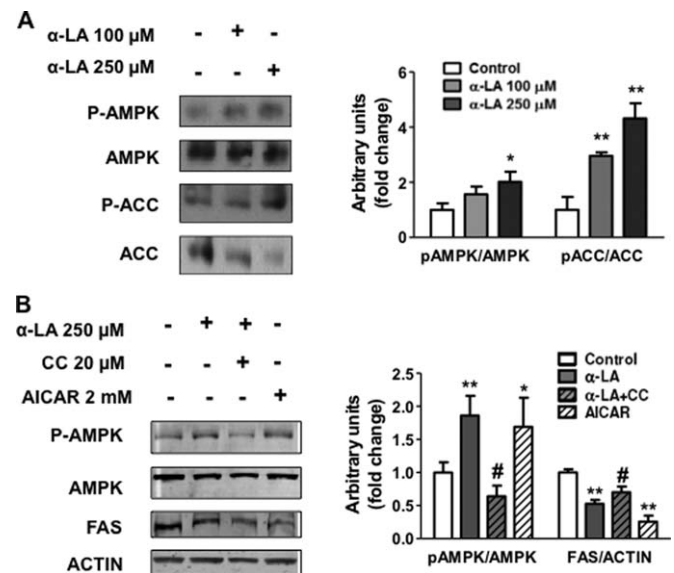 A
α-LA 100 µM - + -
α-LA 250 µM - - +
P-AMPK
AMPK
P-ACC
ACC
Control
α-LA 100 µM
α-LA 250 µM
Arbitrary units
(fold change)
6
4
2
0
*
**
**
pAMPK/AMPK pACC/ACC
B
α-LA 250 µM - + + -
CC 20 µM - - + -
AICAR 2 mM - - - +
P-AMPK
AMPK
FAS
ACTIN
Control
α-LA
α-LA+CC
AICAR
Arbitrary units
(fold change)
2.5
2.0
1.5
1.0
0.5
0.0
**
#
*
**
#
**
pAMPK/AMPK FAS/ACTIN